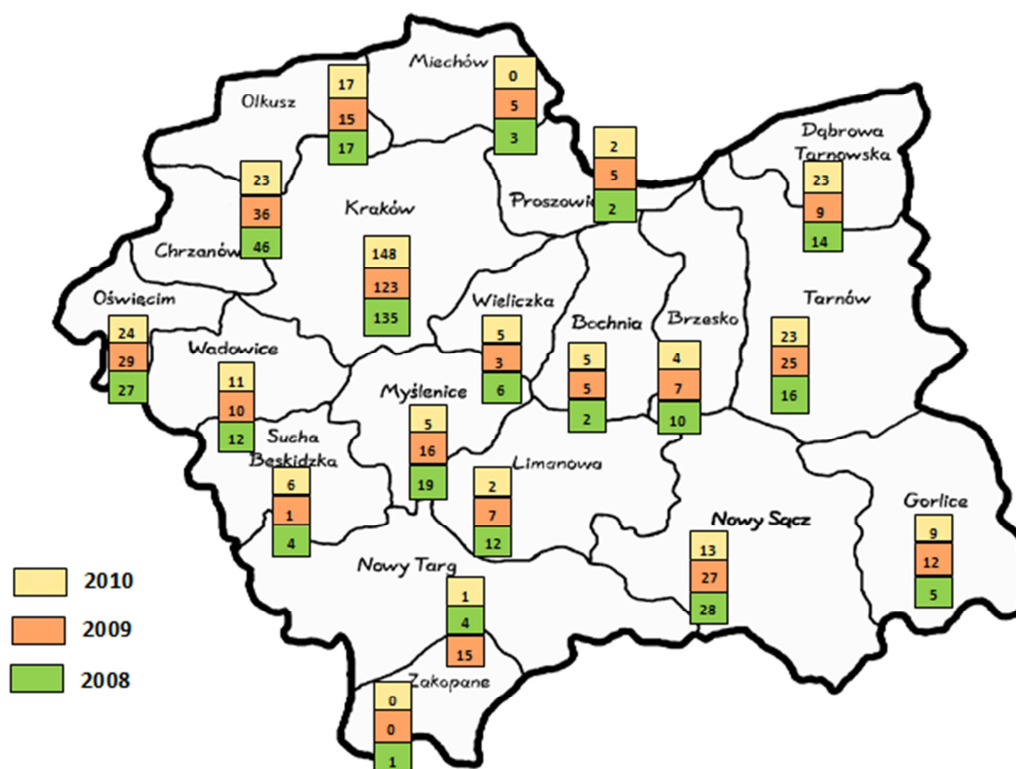 Miechów
0
5
3
Olkusz
17
15
17
Dąbrowa
Tarnowska
23
9
14
2
5
2
Proszowi
Kraków
148
123
135
23
36
46
Chrzanów
Oświęcim
24
29
27
Wadowice
11
10
12
Wieliczka
5
3
6
Bochnia
5
5
2
Brzesko
4
7
10
Tarnów
23
25
16
Myślenice
5
16
19
Sucha
Beskidzka
6
1
4
Limanowa
2
7
12
Nowy Sącz
13
27
28
Gorlice
9
12
5
Nowy Targ
1
4
15
Zakopane
0
0
1
2010
2009
2008